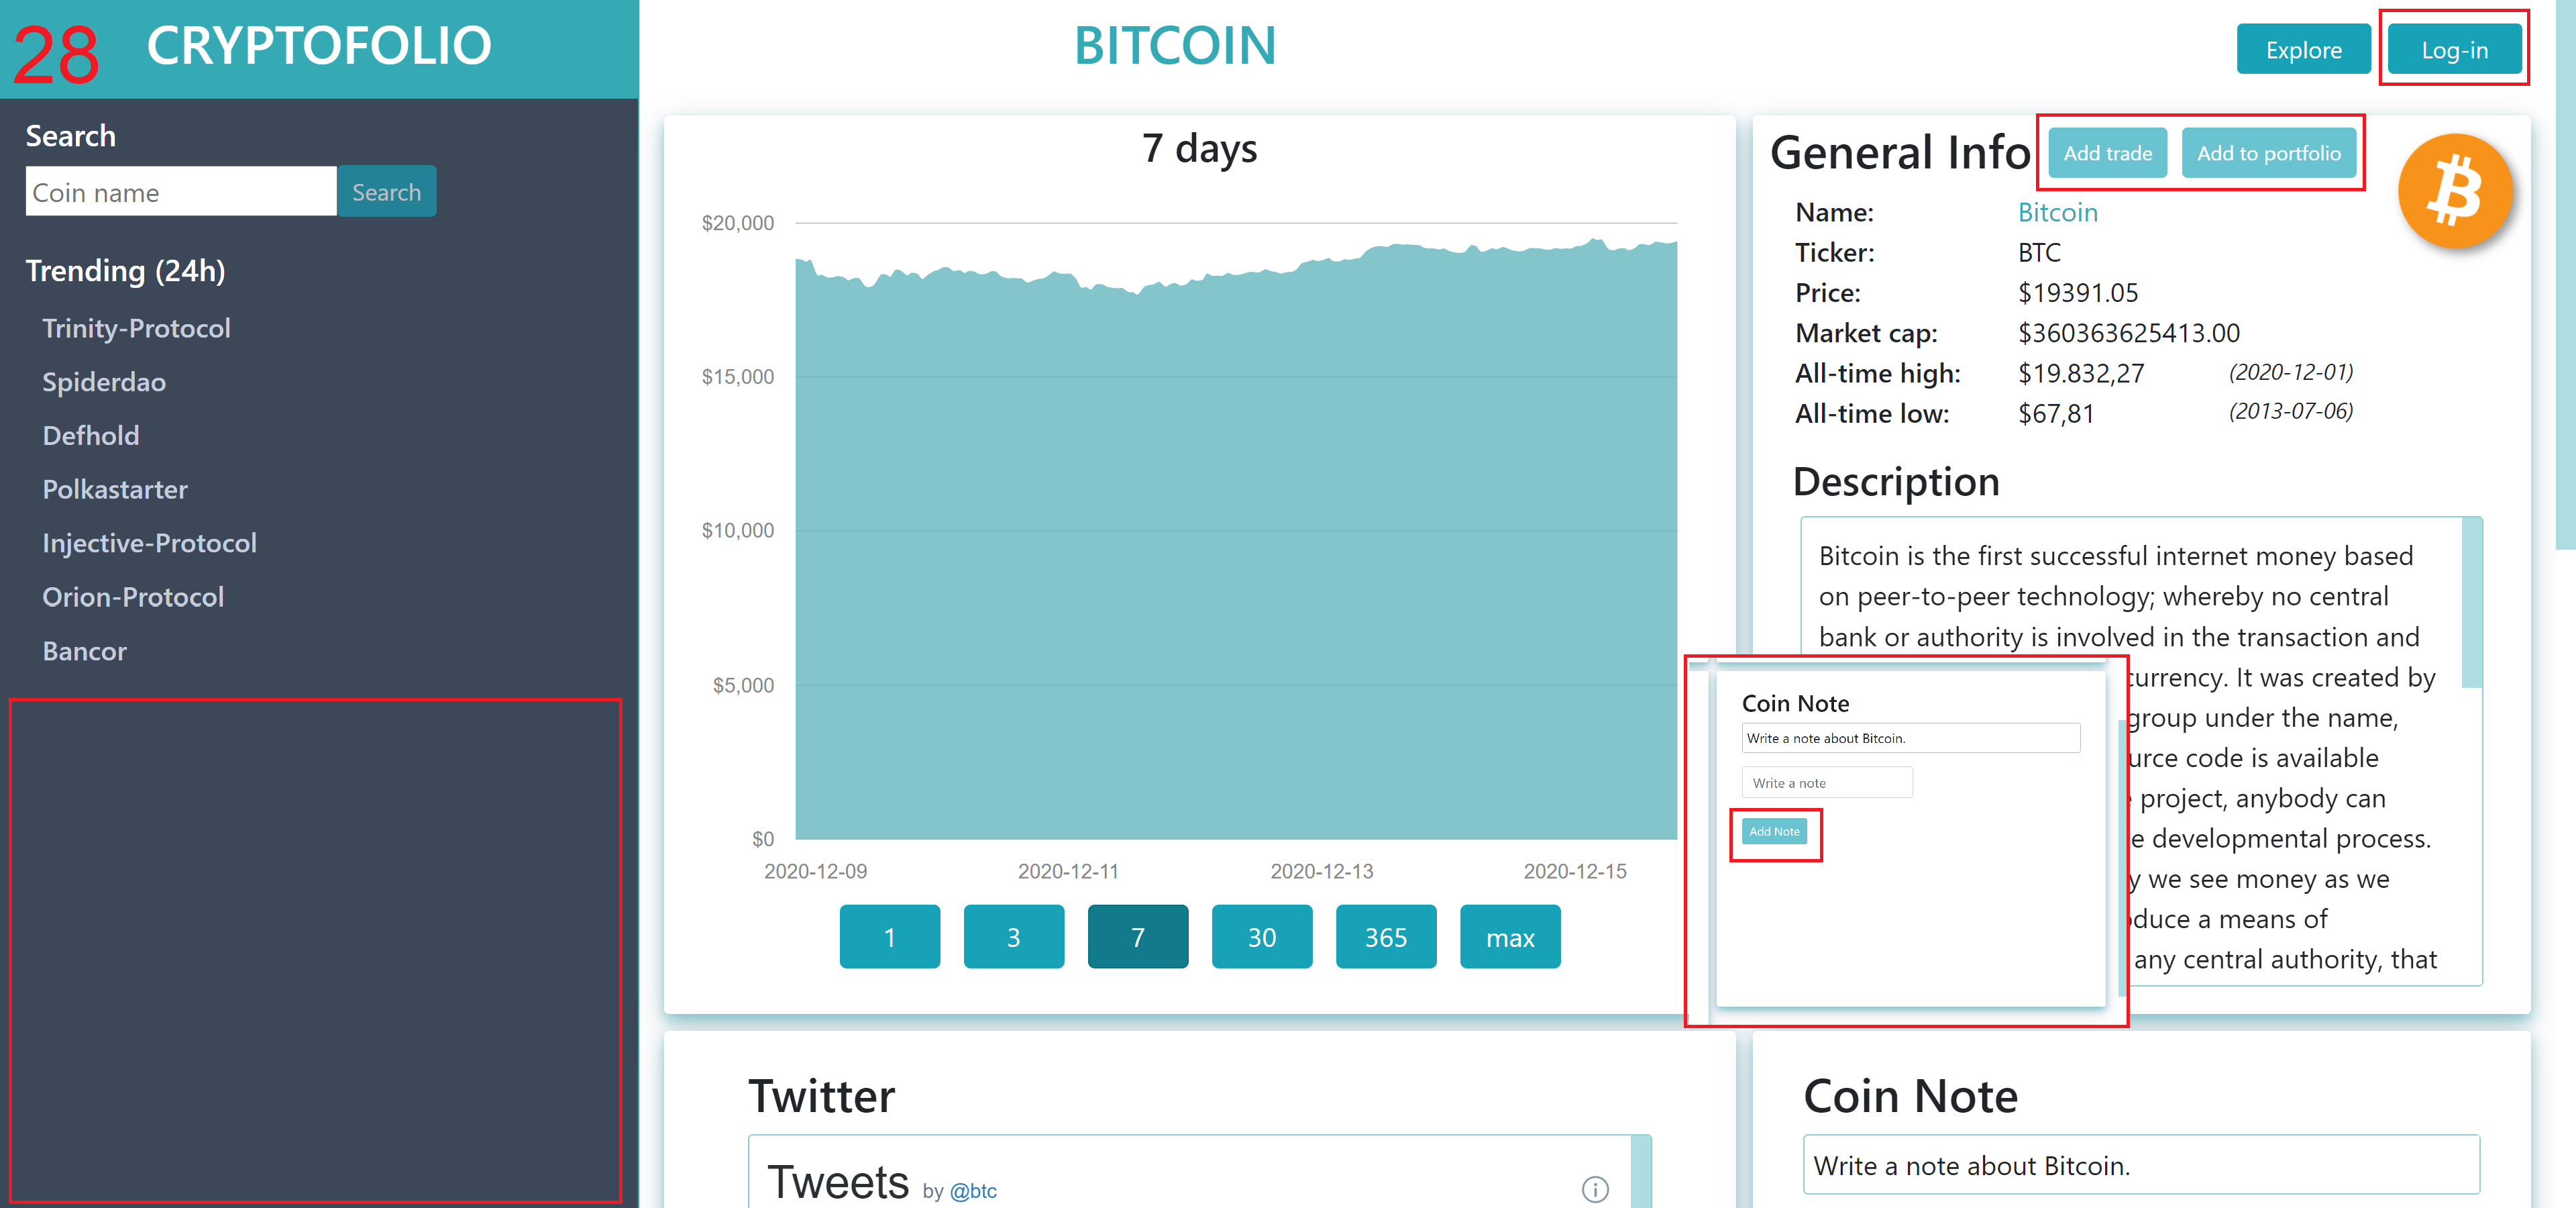 28
CRYPTOFOLIO
Search
Coin name
Search
Trending (24h)
Trinity-Protocol
Spiderdao
Defhold
Polkastarter
Injective-Protocol
Orion-Protocol
Bancor
BITCOIN
Explore
Log-in
7 days
$20,000
$15,000
$10,000
$5,000
$0
2020-12-09
2020-12-11
2020-12-13
2020-12-15
1
3
7
30
365
max
General Info
Add trade
Add to portfolio
Name: Bitcoin
Ticker: BTC
Price: $19391.05
Market cap: $360363625413.00
All-time high: $19.832,27 (2020-12-01)
All-time low: $67,81 (2013-07-06)
Description
Bitcoin is the first successful internet money based
on peer-to-peer technology; whereby no central
bank or authority is involved in the transaction and
currency. It was created by
group under the name,
code is available
project, anybody can
developmental process.
we see money as we
a means of
any central authority, that
Coin Note
Write a note about Bitcoin.
Write a note
Add Note
Twitter
Tweets by @btc
Coin Note
Write a note about Bitcoin.